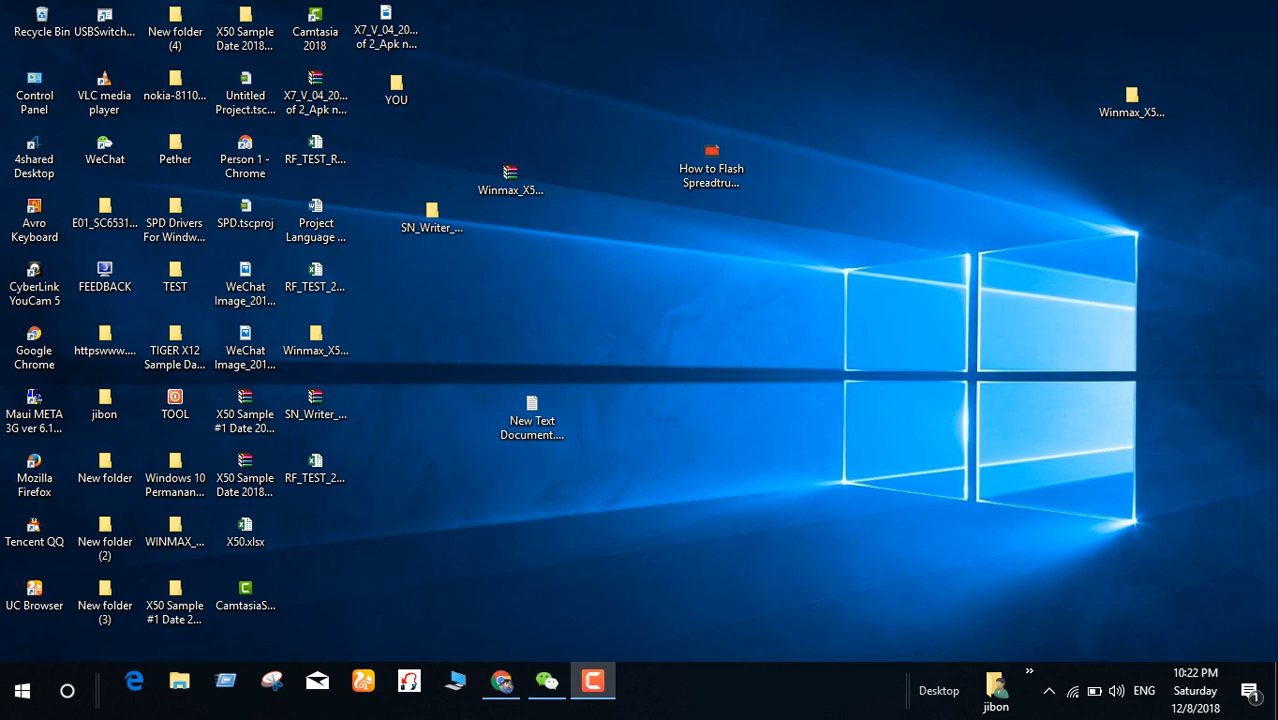 Recycle Bin
USBSwitch...
New folder
(4)
X50 Sample
Date 2018...
Camtasia
2018
X7_V_04_20...
of 2_Apk n...
Control
Panel
VLC media
player
nokia-8110...
Untitled
Project.tsc...
X7_V_04_20...
of 2_Apk n...
YOU
Winmax_X5...
4shared
Desktop
WeChat
Pether
Person 1 -
Chrome
RF_TEST_R...
Winmax_X5...
How to Flash
Spreadtru...
Avro
Keyboard
E01_SC6531...
SPD Drivers
For Windw...
SPD.tscproj
Project
Language ...
SN_Writer_...
CyberLink
YouCam 5
FEEDBACK
TEST
WeChat
Image_201...
RF_TEST_2...
Google
Chrome
httpswww....
TIGER X12
Sample Da...
WeChat
Image_201...
Winmax_X5...
Maui META
3G ver 6.1...
jibon
TOOL
X50 Sample
#1 Date 20...
SN_Writer_...
New Text
Document....
Mozilla
Firefox
New folder
Windows 10
Permanan...
X50 Sample
Date 2018...
RF_TEST_2...
Tencent QQ
New folder
(2)
WINMAX_...
X50.xlsx
UC Browser
New folder
(3)
X50 Sample
#1 Date 2...
CamtasiaS...
Desktop
jibon
»
ENG
10:22 PM
Saturday
12/8/2018
1